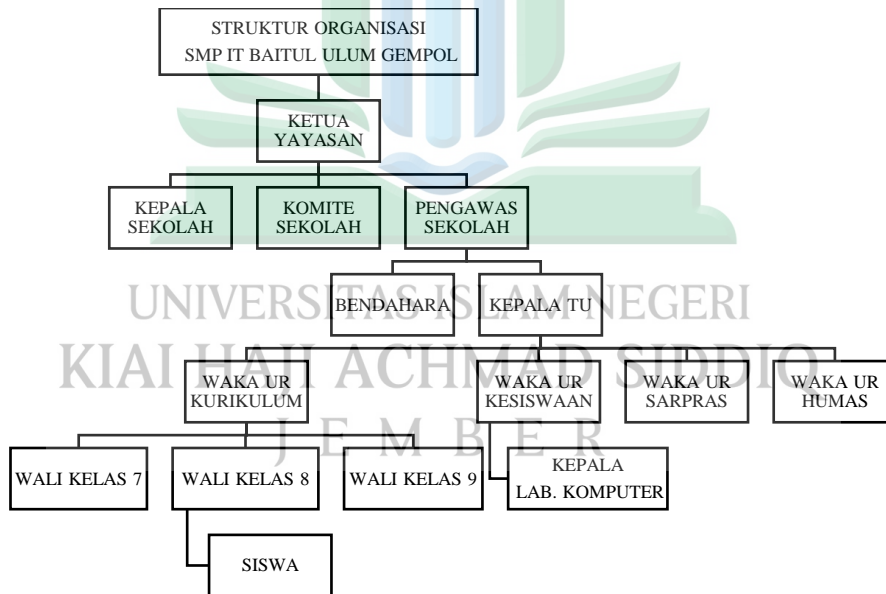 STRUKTUR ORGANISASI
SMP IT BAITUL ULUM GEMPOL
KETUA
YAYASAN
KEPALA
SEKOLAH
KOMITE
SEKOLAH
PENGAWAS
SEKOLAH
BENDAHARA
KEPALA TU
UNIVERSITAS ISLAM NEGERI
KIAI HAJI ACHMAD SIDDIQ
JEMBER
WAKA UR
KURIKULUM
WAKA UR
KESISWAAN
WAKA UR
SARPRAS
WAKA UR
HUMAS
WALI KELAS 7
WALI KELAS 8
WALI KELAS 9
KEPALA
LAB. KOMPUTER
SISWA